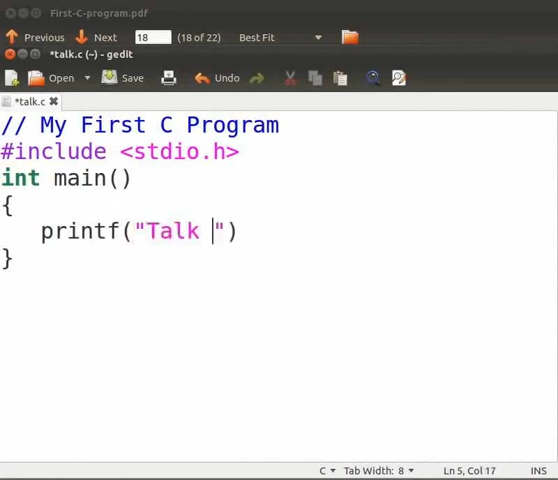 First-C-program.pdf
Previous Next 18 (18 of 22) Best Fit
*talk.c (~) - gedit
Open Save Undo
*talk.c
// My First C Program
#include <stdio.h>
int main()
{
printf("Talk ")
}
C Tab Width: 8 Ln 5, Col 17 INS